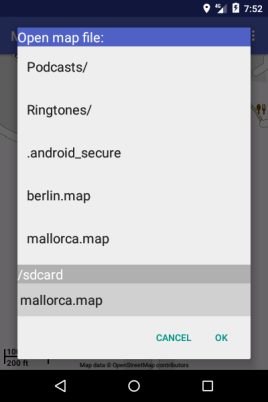 4G 7:52
M
Open map file:
Podcasts/
Ringtones/
.android_secure
berlin.map
mallorca.map
/sdcard
mallorca.map
CANCEL OK
200 ft
Map data © OpenStreetMap contributors